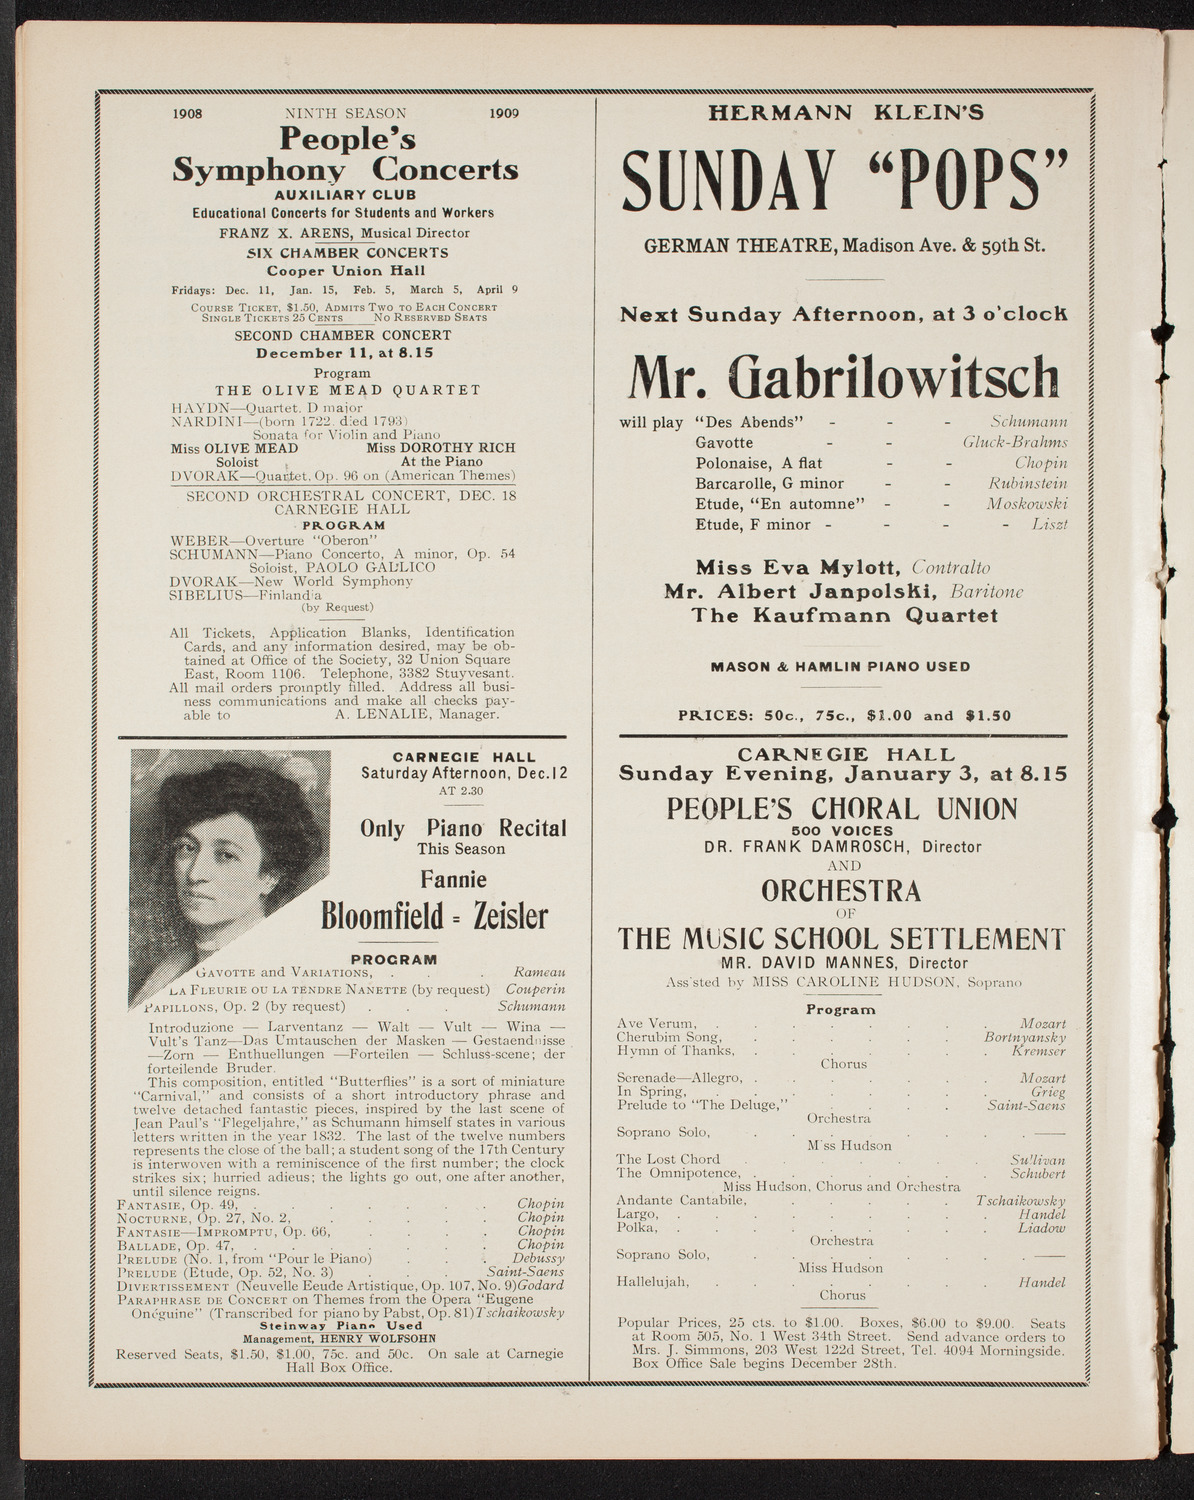 1908 NINTH SEASON 1909
People's
Symphony Concerts
AUXILIARY CLUB
Educational Concerts for Students and Workers
FRANZ X. ARENS, Musical Director
SIX CHAMBER CONCERTS
Cooper Union Hall
Fridays: Dec. 11, Jan. 15, Feb. 5, March 5, April 9
COURSE TICKET, $1.50, ADMITS TWO TO EACH CONCERT
SINGLE TICKETS 25 CENTS NO RESERVED SEATS
SECOND CHAMBER CONCERT
December 11, at 8.15
Program
THE OLIVE MEAD QUARTET
HAYDN—Quartet. D major
NARDINI—(born 1722. died 1793)
Sonata for Violin and Piano
Miss OLIVE MEAD Miss DOROTHY RICH
Soloist At the Piano
DVORAK—Quartet, Op. 96 on (American Themes)
SECOND ORCHESTRAL CONCERT, DEC. 18
CARNEGIE HALL
PROGRAM
WEBER—Overture "Oberon"
SCHUMANN—Piano Concerto, A minor, Op. 54
Soloist, PAOLO GALLICO
DVORAK—New World Symphony
SIBELIUS—Finlandia
(by Request)
All Tickets, Application Blanks, Identification
Cards, and any information desired, may be ob-
tained at Office of the Society, 32 Union Square
East, Room 1106. Telephone, 3382 Stuyvesant.
All mail orders promptly filled. Address all busi-
ness communications and make all checks pay-
able to A. LENALIE, Manager.
CARNEGIE HALL
Saturday Afternoon, Dec.12
AT 2.30
Only Piano Recital
This Season
Fannie
Bloomfield = Zeisler
PROGRAM
GAVOTTE and VARIATIONS, . . . Rameau
LA FLEURIE OU LA TENDRE NANETTE (by request) Couperin
PAPILLONS, Op. 2 (by request) . . . Schumann
Introduzione — Larventanz — Walt — Vult — Wina —
Vult's Tanz—Das Umtauschen der Masken — Gestaendnisse
—Zorn — Enthuellungen —Forteilen — Schluss-scene; der
forteilende Bruder.
This composition, entitled "Butterflies" is a sort of miniature
"Carnival," and consists of a short introductory phrase and
twelve detached fantastic pieces, inspired by the last scene of
Jean Paul's "Flegeljahre," as Schumann himself states in various
letters written in the year 1832. The last of the twelve numbers
represents the close of the ball; a student song of the 17th Century
is interwoven with a reminiscence of the first number; the clock
strikes six; hurried adieus; the lights go out, one after another,
until silence reigns.
FANTASIE, Op. 49, . . . . . . Chopin
NOCTURNE, Op. 27, No. 2, . . . . . Chopin
FANTASIE—IMPROMPTU, Op. 66, . . . . Chopin
BALLADE, Op. 47, . . . . . . Chopin
PRELUDE (No. 1, from "Pour le Piano) . . . Debussy
PRELUDE (Etude, Op. 52, No. 3) . . . Saint-Saens
DIVERTISSEMENT (Neuvelle Eeude Artistique, Op. 107, No. 9) Godard
PARAPHRASE DE CONCERT on Themes from the Opera "Eugene
Onéguine" (Transcribed for piano by Pabst, Op. 81) Tschaikowsky
Steinway Piano Used
Management, HENRY WOLFSOHN
Reserved Seats, $1.50, $1.00, 75c. and 50c. On sale at Carnegie
Hall Box Office.
HERMANN KLEIN'S
SUNDAY "POPS"
GERMAN THEATRE, Madison Ave. & 59th St.
Next Sunday Afternoon, at 3 o'clock
Mr. Gabrilowitsch
will play "Des Abends" - - - Schumann
Gavotte - - Gluck-Brahms
Polonaise, A flat - - Chopin
Barcarolle, G minor - - Rubinstein
Etude, "En automne" - - Moskowski
Etude, F minor - - - - Liszt
Miss Eva Mylott, Contralto
Mr. Albert Janpolski, Baritone
The Kaufmann Quartet
MASON & HAMLIN PIANO USED
PRICES: 50c., 75c., $1.00 and $1.50
CARNEGIE HALL
Sunday Evening, January 3, at 8.15
PEOPLE'S CHORAL UNION
500 VOICES
DR. FRANK DAMROSCH, Director
AND
ORCHESTRA
OF
THE MUSIC SCHOOL SETTLEMENT
MR. DAVID MANNES, Director
Ass'sted by MISS CAROLINE HUDSON, Soprano
Program
Ave Verum, . . . . . . Mozart
Cherubim Song, . . . . . Bortnyansky
Hymn of Thanks, . . . . . . Kremser
Chorus
Serenade—Allegro, . . . . . . Mozart
In Spring, . . . . . . Grieg
Prelude to "The Deluge," . . . . Saint-Saens
Orchestra
Soprano Solo, . . . . . . ——
M'ss Hudson
The Lost Chord . . . . . . Sullivan
The Omnipotence, . . . . . . Schubert
Miss Hudson, Chorus and Orchestra
Andante Cantabile, . . . . Tschaikowsky
Largo, . . . . . . . Handel
Polka, . . . . . . . Liadow
Orchestra
Soprano Solo, . . . . . . ——
Miss Hudson
Hallelujah, . . . . . . Handel
Chorus
Popular Prices, 25 cts. to $1.00. Boxes, $6.00 to $9.00. Seats
at Room 505, No. 1 West 34th Street. Send advance orders to
Mrs. J. Simmons, 203 West 122d Street, Tel. 4094 Morningside.
Box Office Sale begins December 28th.